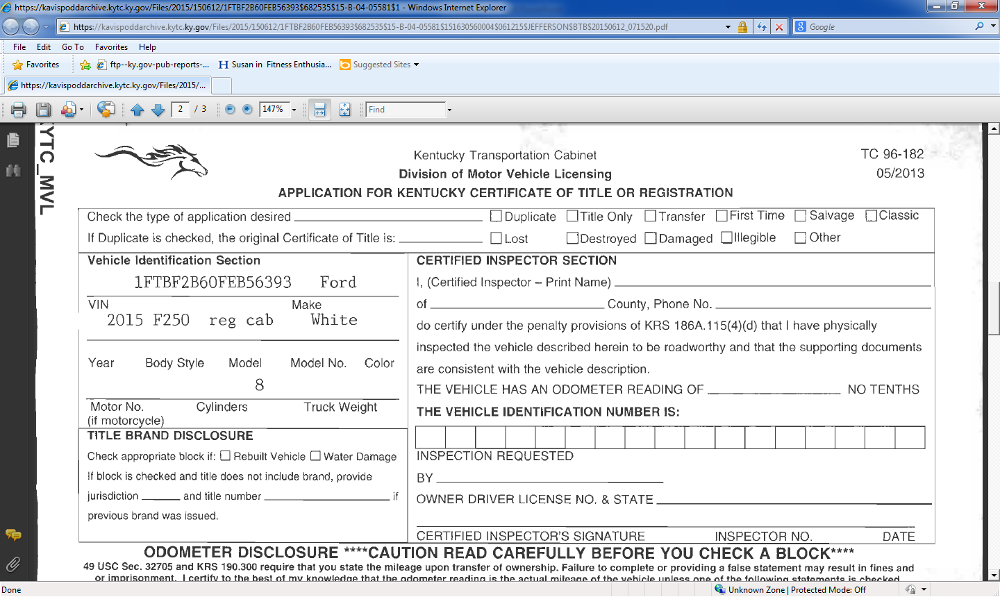 https://kavispoddarchive.kytc.ky.gov/Files/2015/150612/1FTBF2B60FEB56393$682535$15-B-04-05581$1 - Windows Internet Explorer
https://kavispoddarchive.kytc.ky.gov/Files/2015/150612/1FTBF2B60FEB56393$682535$15-B-04-05581$151630560004$061215$JEFFERSON$BTB$20150612_071520.pdf
Google
File Edit Go To Favorites Help
Favorites ftp--ky.gov-pub-reports-... Susan in Fitness Enthusia... Suggested Sites
https://kavispoddarchive.kytc.ky.gov/Files/2015/...
2 / 3 147% Find
KYTC_MVL
Kentucky Transportation Cabinet TC 96-182
Division of Motor Vehicle Licensing 05/2013
APPLICATION FOR KENTUCKY CERTIFICATE OF TITLE OR REGISTRATION
Check the type of application desired Duplicate Title Only Transfer First Time Salvage Classic
If Duplicate is checked, the original Certificate of Title is: Lost Destroyed Damaged Illegible Other
Vehicle Identification Section
1FTBF2B60FEB56393 Ford
VIN Make
2015 F250 reg cab White
Year Body Style Model Model No. Color
8
Motor No. Cylinders Truck Weight
(if motorcycle)
TITLE BRAND DISCLOSURE
Check appropriate block if: Rebuilt Vehicle Water Damage
If block is checked and title does not include brand, provide
jurisdiction ______ and title number ______ if
previous brand was issued.
CERTIFIED INSPECTOR SECTION
I, (Certified Inspector – Print Name)
of ______ County, Phone No.
do certify under the penalty provisions of KRS 186A.115(4)(d) that I have physically
inspected the vehicle described herein to be roadworthy and that the supporting documents
are consistent with the vehicle description.
THE VEHICLE HAS AN ODOMETER READING OF ______ NO TENTHS
THE VEHICLE IDENTIFICATION NUMBER IS:
INSPECTION REQUESTED
BY
OWNER DRIVER LICENSE NO. & STATE
CERTIFIED INSPECTOR'S SIGNATURE INSPECTOR NO. DATE
ODOMETER DISCLOSURE ****CAUTION READ CAREFULLY BEFORE YOU CHECK A BLOCK****
49 USC Sec. 32705 and KRS 190.300 require that you state the mileage upon transfer of ownership. Failure to complete or providing a false statement may result in fines and
or imprisonment. I certify to the best of my knowledge that the odometer reading is the actual mileage of the vehicle unless one of the following statements is checked
Done Unknown Zone | Protected Mode: Off